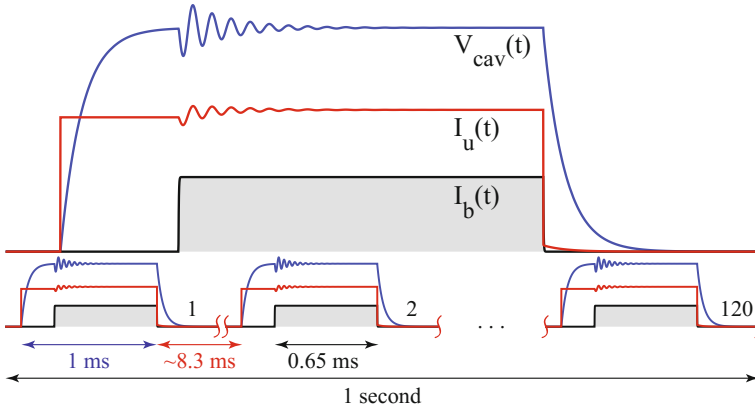 V_cav(t)
I_u(t)
I_b(t)
1
2
120
. . .
1 ms
~8.3 ms
0.65 ms
1 second